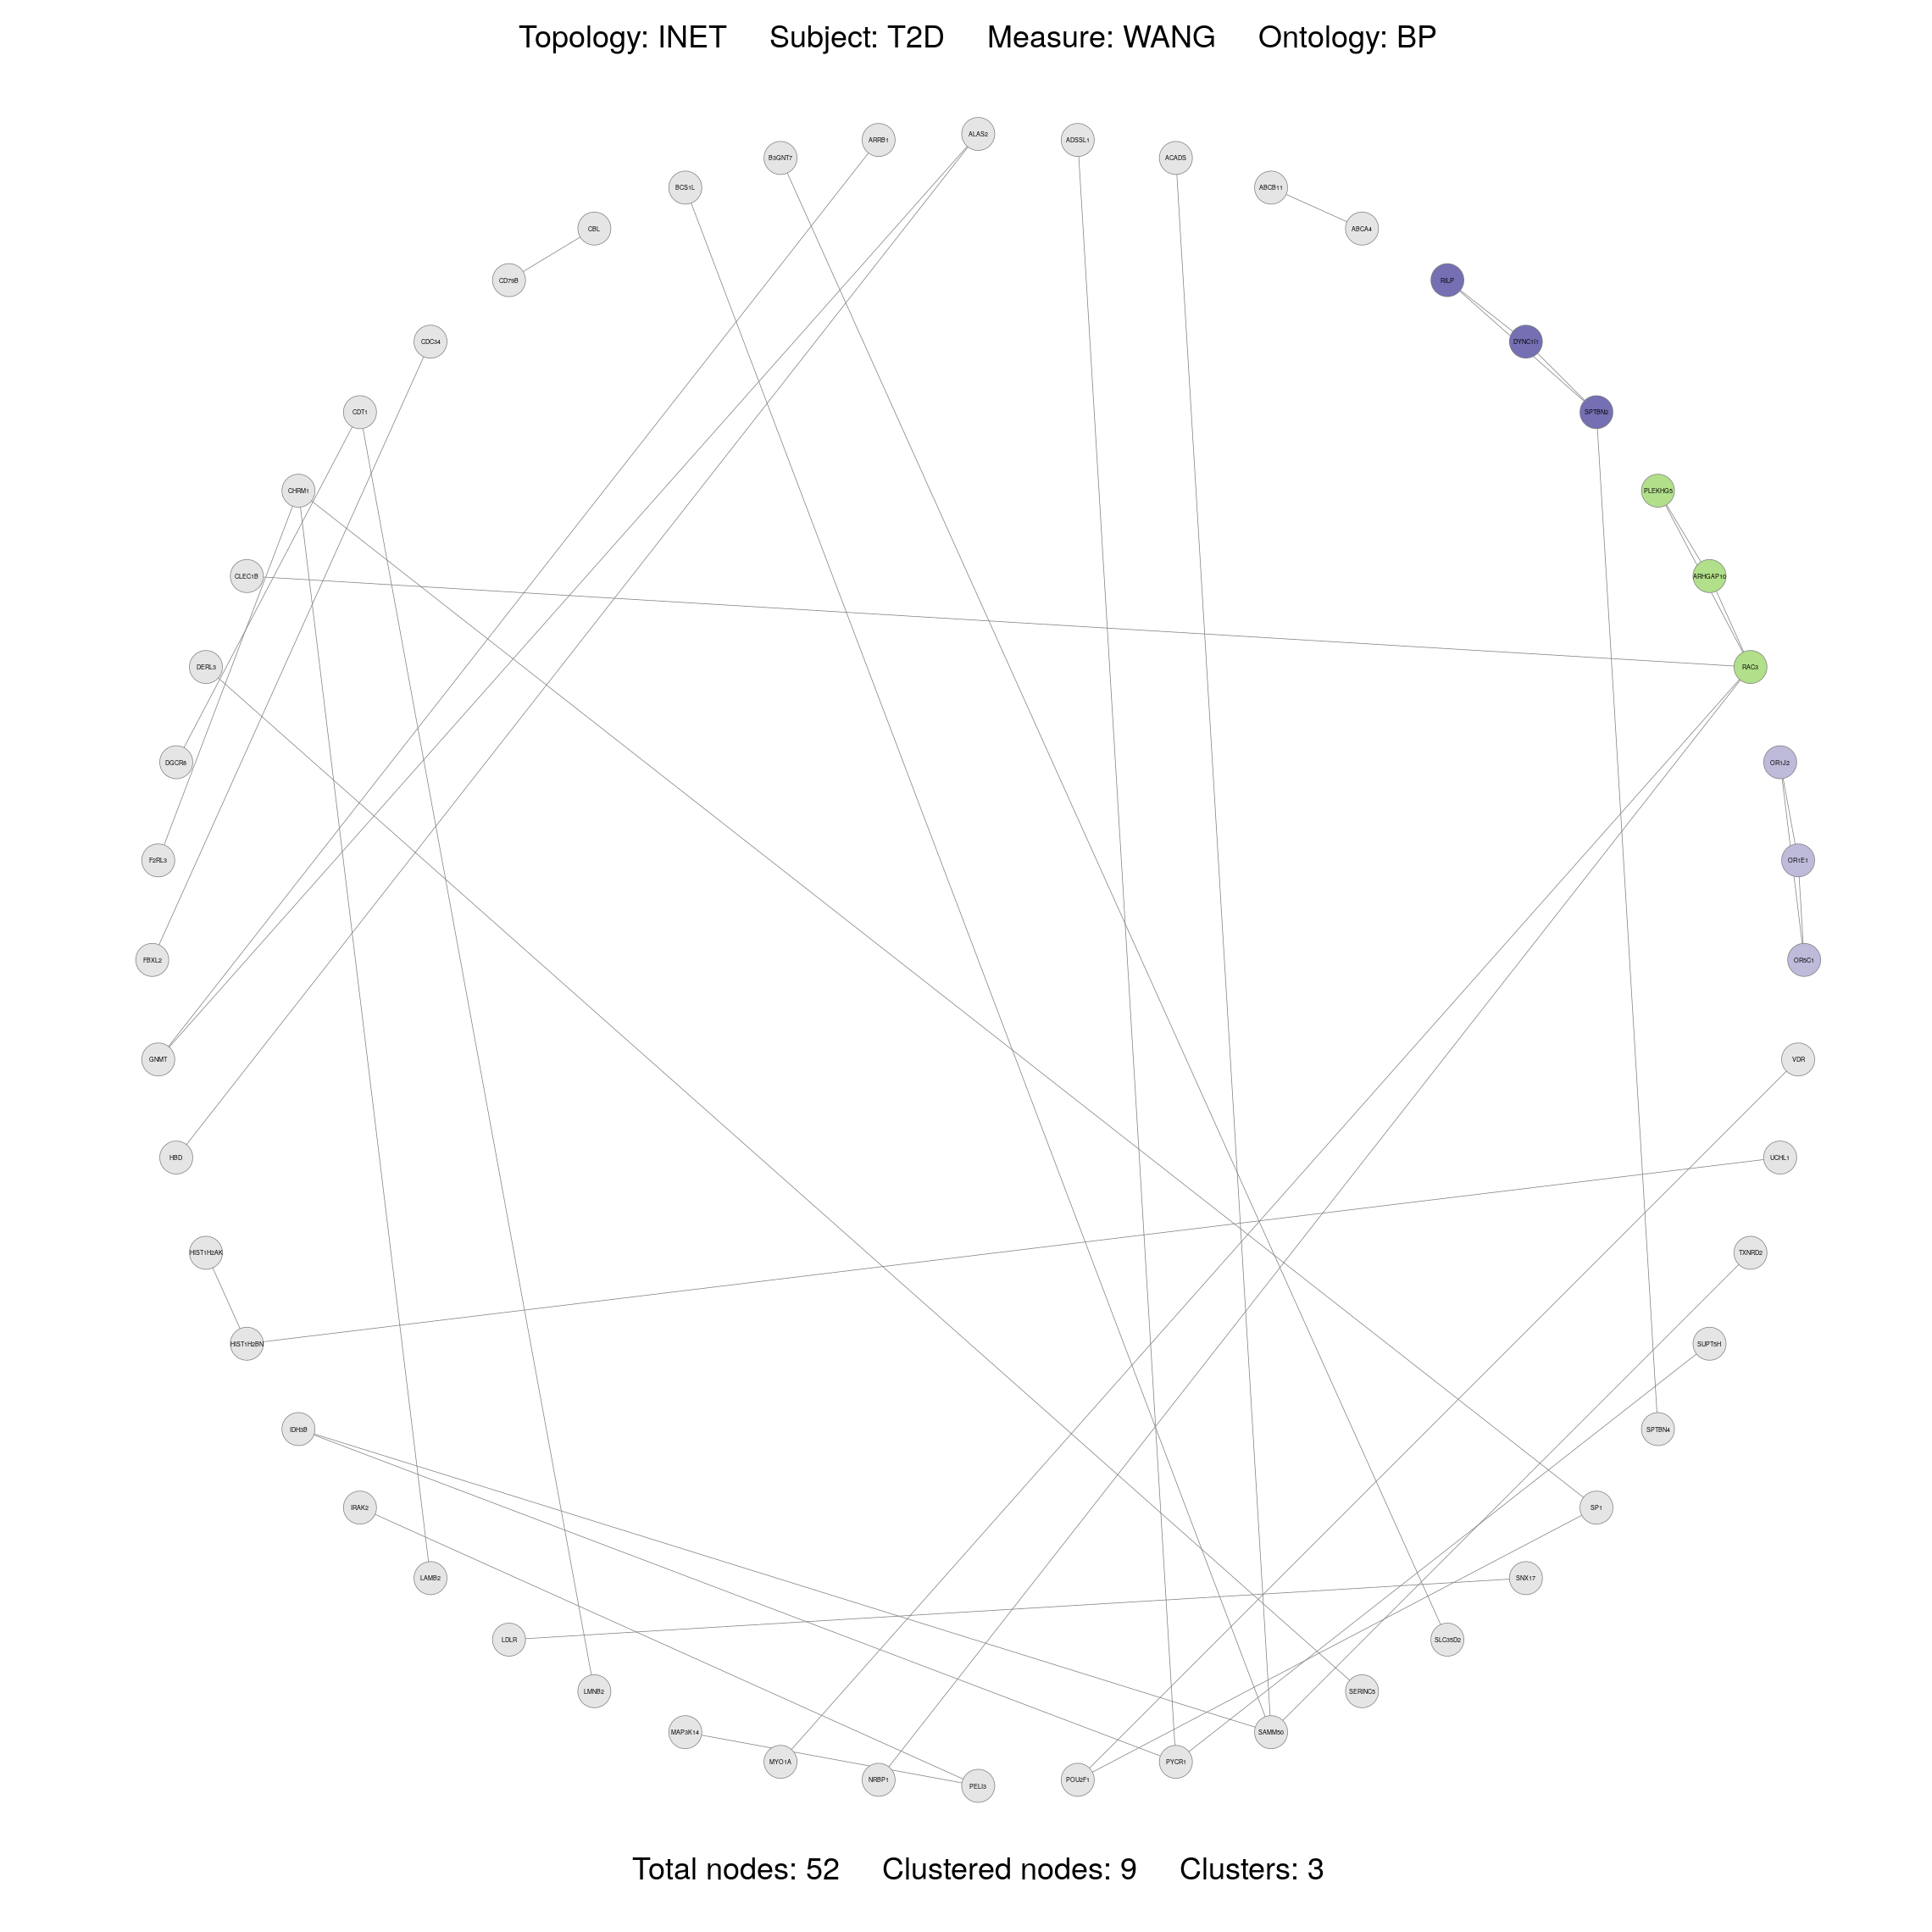 Topology: INET Subject: T2D Measure: WANG Ontology: BP
ALAS2
ARRB1
ADSSL1
B3GNT7
ACADS
BCS1L
ABCB11
CBL
ABCA4
CD79B
RILP
CDC34
DYNC1I1
CDT1
SPTBN2
CHRM1
PLEKHG5
CLEC1B
ARHGAP10
DERL3
RAC3
DGCR8
OR1J2
F2RL3
OR1E1
FBXL2
OR5C1
GNMT
VDR
HBD
UCHL1
HIST1H2AK
TXNRD2
HIST1H2BN
SUPT5H
IDH3B
SPTBN4
IRAK2
SP1
LAMB2
SNX17
LDLR
SLC35D2
LMNB2
SERINC5
MAP3K14
SAMM50
MYO1A
PYCR1
NRBP1
POU2F1
PELI3
Total nodes: 52 Clustered nodes: 9 Clusters: 3